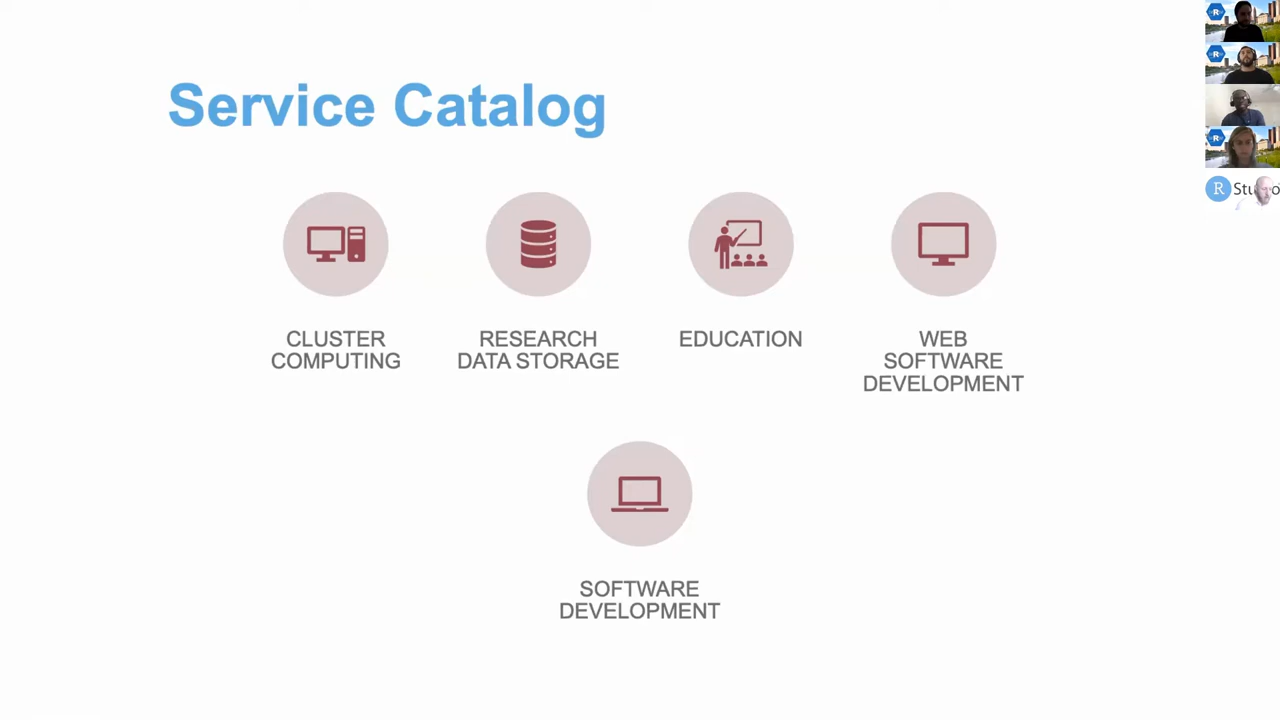 Service Catalog
CLUSTER
COMPUTING
RESEARCH
DATA STORAGE
EDUCATION
WEB
SOFTWARE
DEVELOPMENT
SOFTWARE
DEVELOPMENT
R
R
R
R